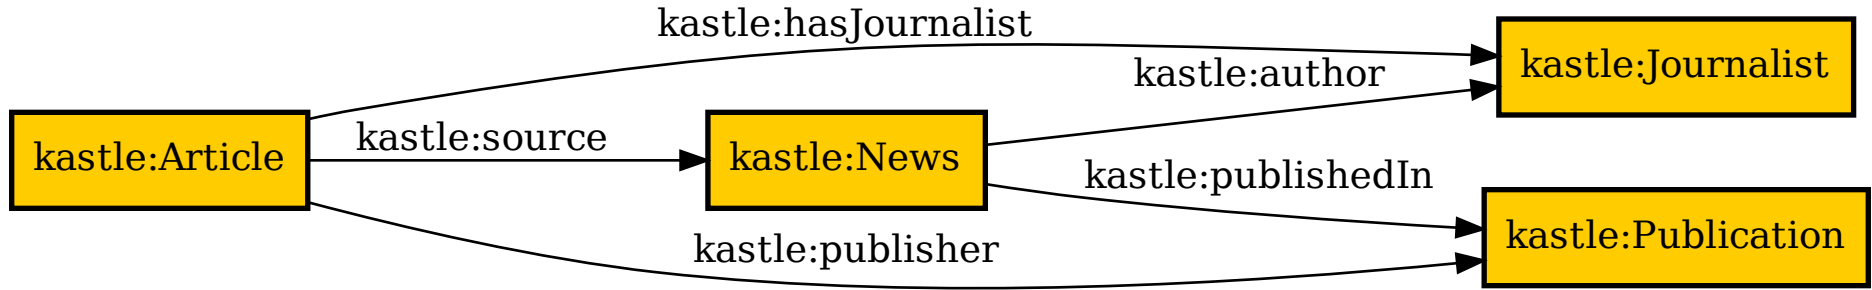 kastle:hasJournalist
kastle:Journalist
kastle:author
kastle:source
kastle:Article
kastle:News
kastle:publishedIn
kastle:publisher
kastle:Publication